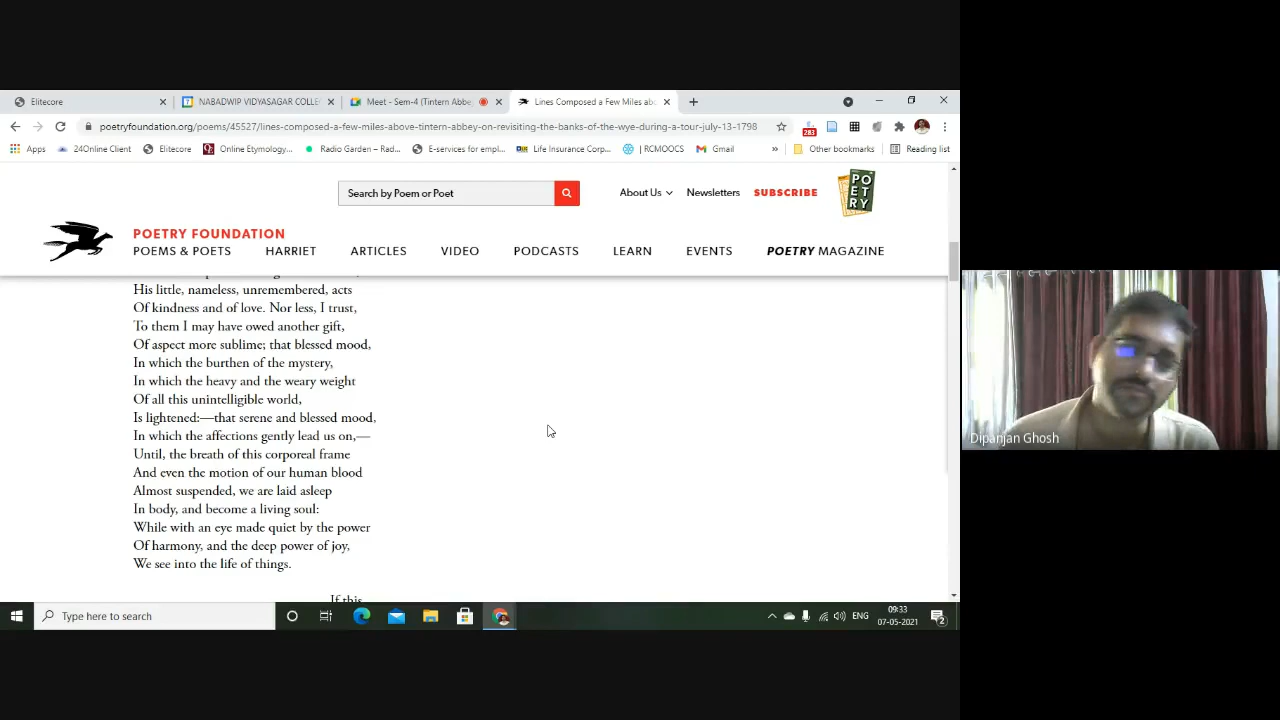 Elitecore
NABADWIP VIDYASAGAR COLLE
Meet - Sem-4 (Tintern Abbe
Lines Composed a Few Miles abo
poetryfoundation.org/poems/45527/lines-composed-a-few-miles-above-tintern-abbey-on-revisiting-the-banks-of-the-wye-during-a-tour-july-13-1798
283
Apps 24Online Client Elitecore Online Etymology... Radio Garden – Rad... E-services for empl... Life Insurance Corp... | RCMOOCS Gmail » Other bookmarks Reading list
Search by Poem or Poet
About Us Newsletters SUBSCRIBE
PO
ET
RY
POETRY FOUNDATION
POEMS & POETS HARRIET ARTICLES VIDEO PODCASTS LEARN EVENTS POETRY MAGAZINE
His little, nameless, unremembered, acts
Of kindness and of love. Nor less, I trust,
To them I may have owed another gift,
Of aspect more sublime; that blessed mood,
In which the burthen of the mystery,
In which the heavy and the weary weight
Of all this unintelligible world,
Is lightened:—that serene and blessed mood,
In which the affections gently lead us on,—
Until, the breath of this corporeal frame
And even the motion of our human blood
Almost suspended, we are laid asleep
In body, and become a living soul:
While with an eye made quiet by the power
Of harmony, and the deep power of joy,
We see into the life of things.
If this
Dipanjan Ghosh
Type here to search
ENG
09:33
07-05-2021
2